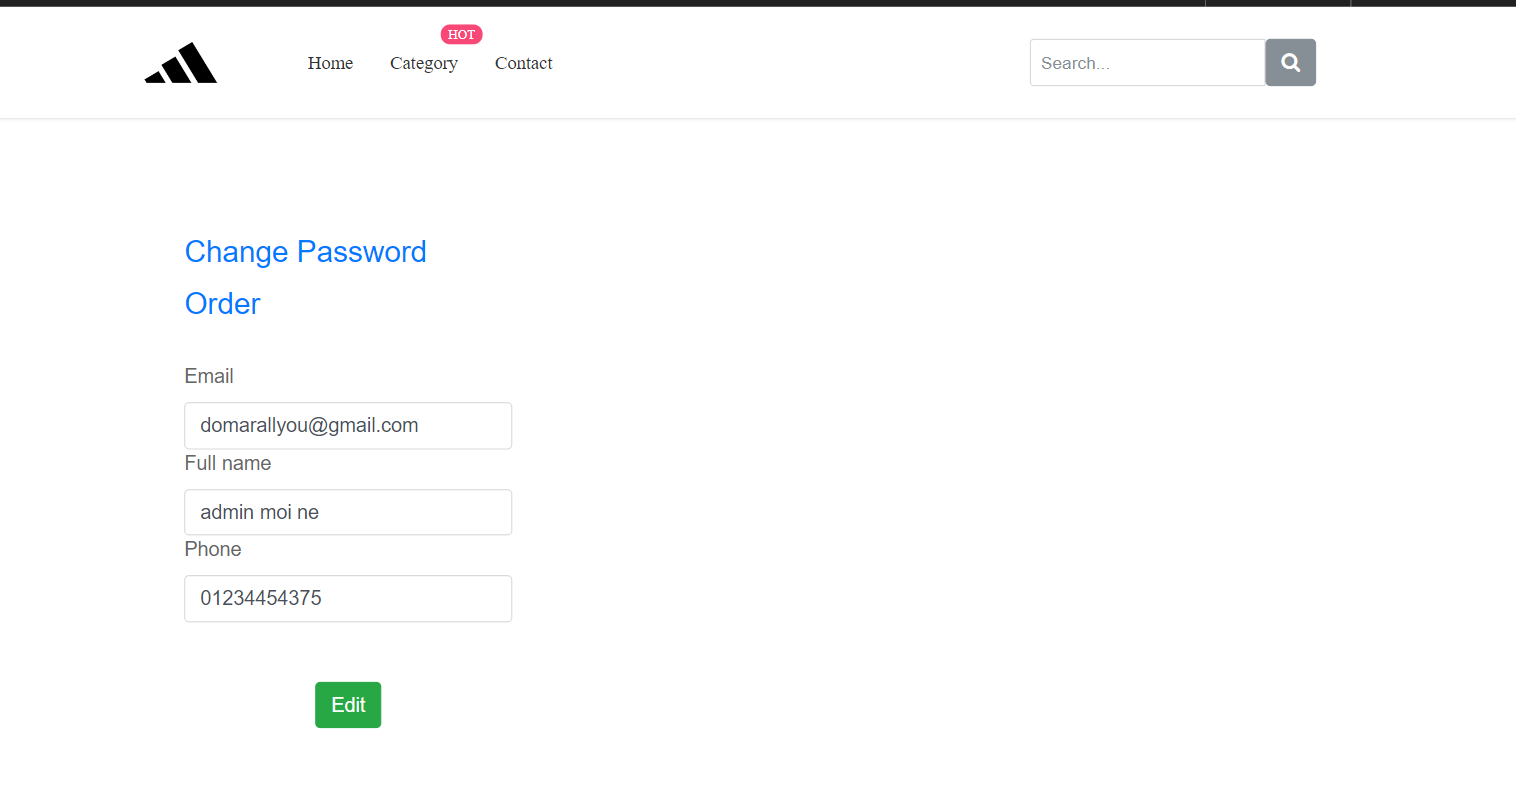 HOT
Home Category Contact Search...
Change Password
Order
Email
domarallyou@gmail.com
Full name
admin moi ne
Phone
01234454375
Edit